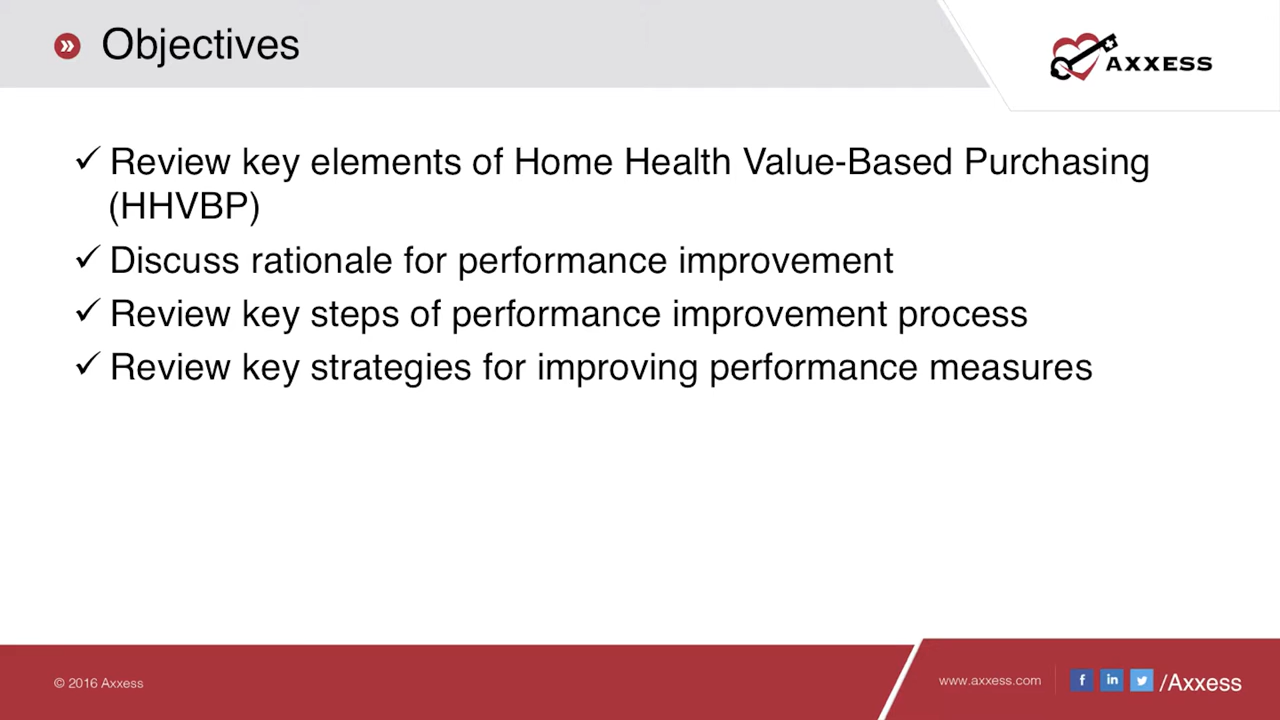 Objectives
AXXESS
✓ Review key elements of Home Health Value-Based Purchasing
(HHVBP)
✓ Discuss rationale for performance improvement
✓ Review key steps of performance improvement process
✓ Review key strategies for improving performance measures
© 2016 Axxess
www.axxess.com
/Axxess